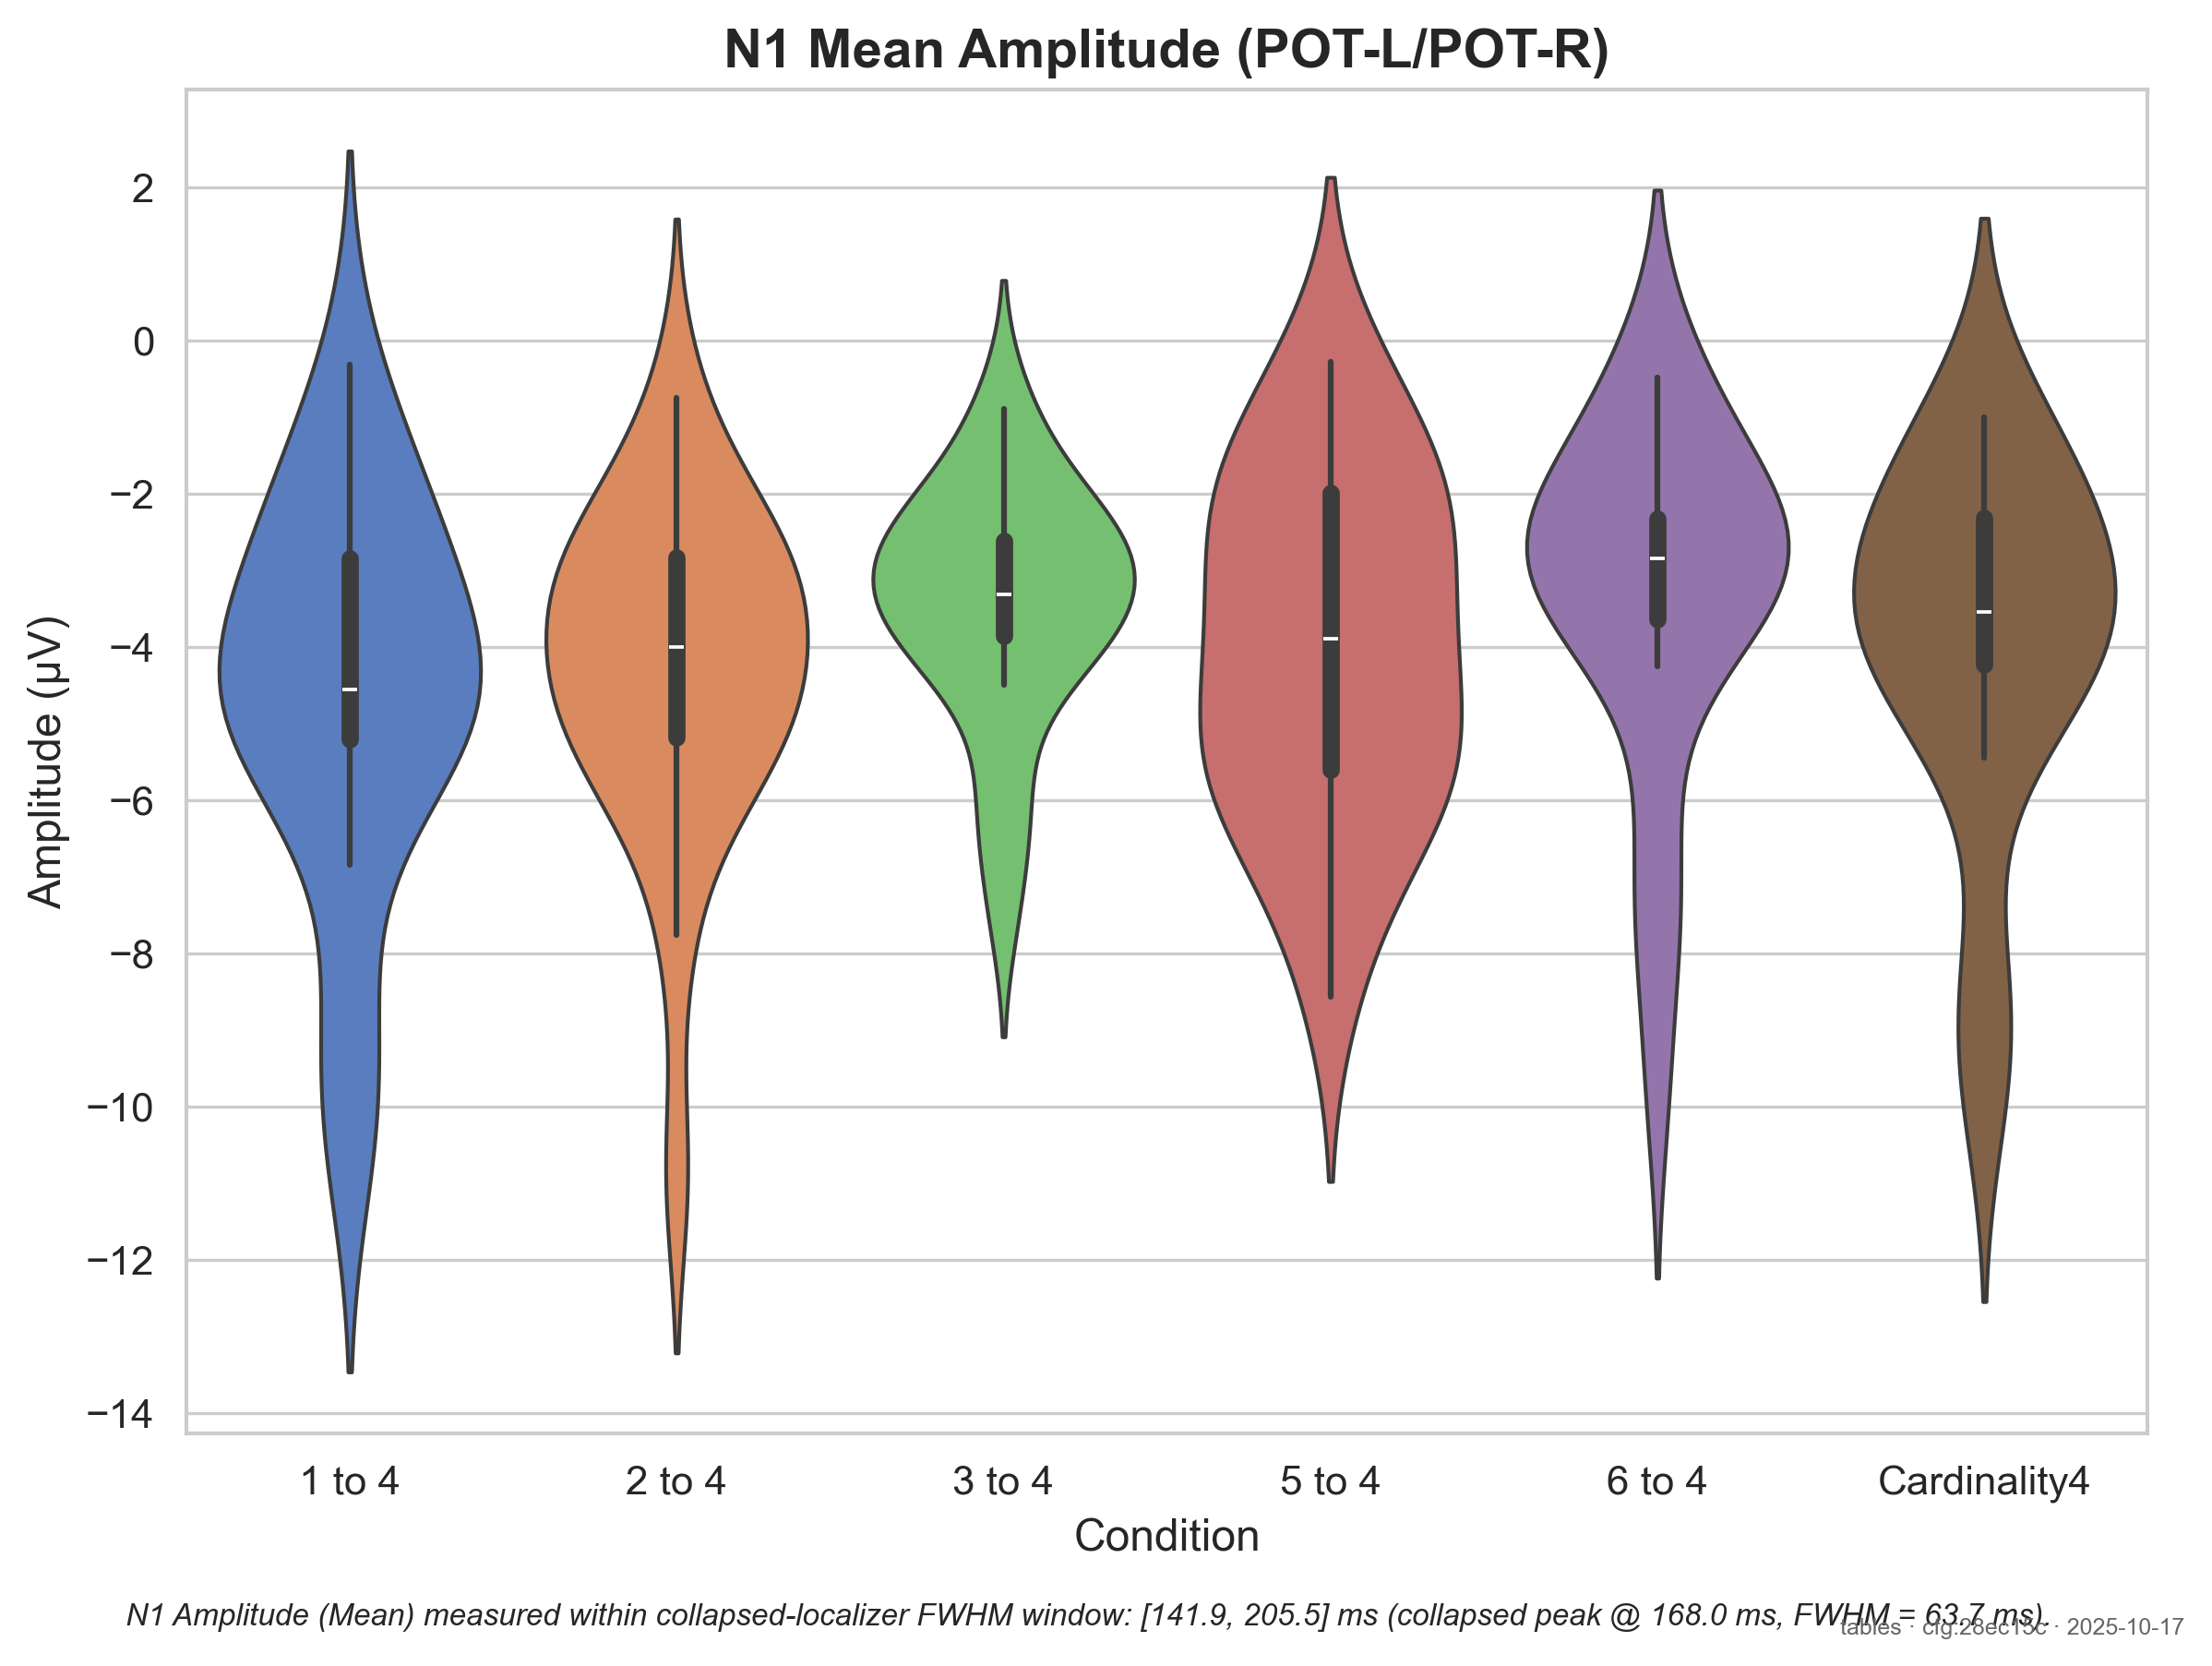 N1 Mean Amplitude (POT-L/POT-R)
Amplitude (µV)
2
0
−2
−4
−6
−8
−10
−12
−14
1 to 4
2 to 4
3 to 4
5 to 4
6 to 4
Cardinality4
Condition
N1 Amplitude (Mean) measured within collapsed-localizer FWHM window: [141.9, 205.5] ms (collapsed peak @ 168.0 ms, FWHM = 63.7 ms).
tables · cfg:28ec15c · 2025-10-17